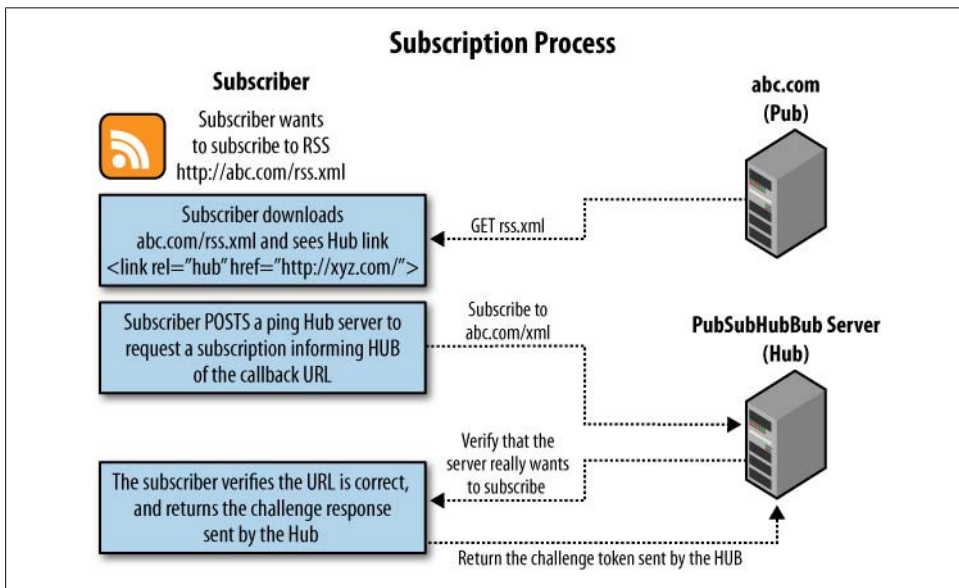 Subscription Process
Subscriber
abc.com
(Pub)
Subscriber wants
to subscribe to RSS
http://abc.com/rss.xml
Subscriber downloads
abc.com/rss.xml and sees Hub link
<link rel=”hub” href=”http://xyz.com/”>
GET rss.xml
Subscriber POSTS a ping Hub server to
request a subscription informing HUB
of the callback URL
Subscribe to
abc.com/xml
PubSubHubBub Server
(Hub)
Verify that the
server really wants
to subscribe
The subscriber verifies the URL is correct,
and returns the challenge response
sent by the Hub
Return the challenge token sent by the HUB